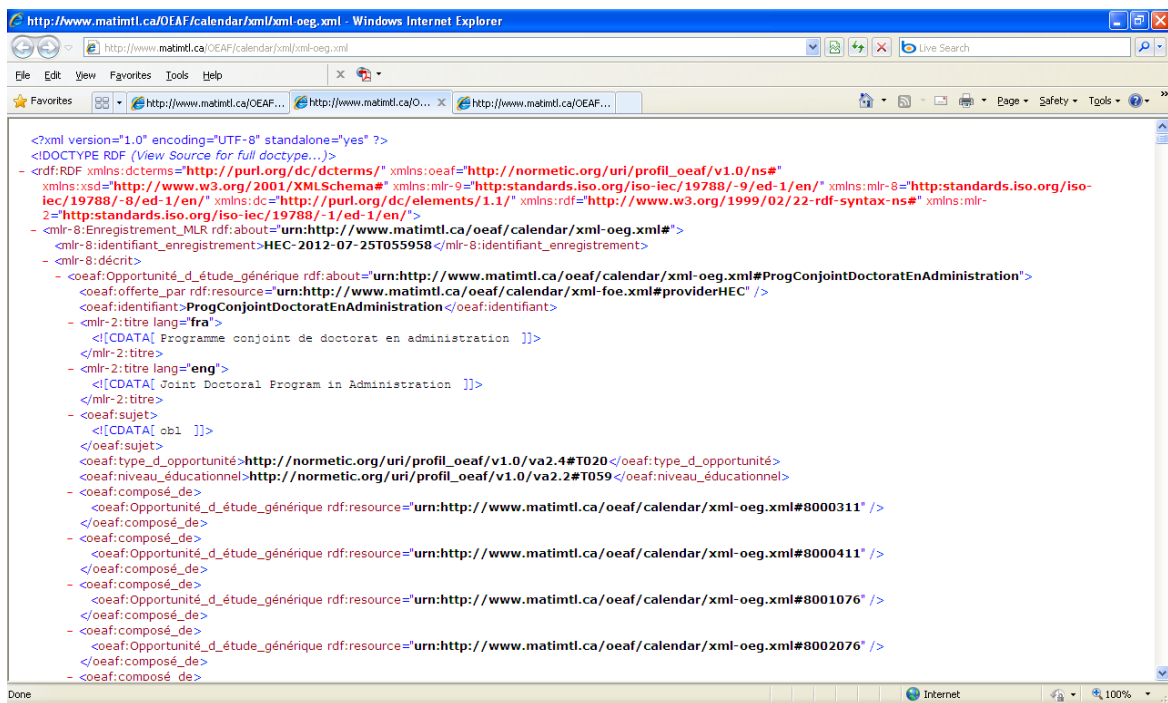 http://www.matimtl.ca/OEAF/calendar/xml/xml-oeg.xml - Windows Internet Explorer
http://www.matimtl.ca/OEAF/calendar/xml/xml-oeg.xml
Live Search
File Edit View Favorites Tools Help
Favorites
http://www.matimtl.ca/OEAF...
http://www.matimtl.ca/O...
http://www.matimtl.ca/OEAF...
Page Safety Tools
<?xml version="1.0" encoding="UTF-8" standalone="yes" ?>
<!DOCTYPE RDF (View Source for full doctype...)>
- <rdf:RDF xmlns:dcterms="http://purl.org/dc/dcterms/" xmlns:oeaf="http://normetic.org/uri/profil_oeaf/v1.0/ns#"
xmlns:xsd="http://www.w3.org/2001/XMLSchema#" xmlns:mlr-9="http:standards.iso.org/iso-iec/19788/-9/ed-1/en/" xmlns:mlr-8="http:standards.iso.org/iso-
iec/19788/-8/ed-1/en/" xmlns:dc="http://purl.org/dc/elements/1.1/" xmlns:rdf="http://www.w3.org/1999/02/22-rdf-syntax-ns#" xmlns:mlr-
2="http:standards.iso.org/iso-iec/19788/-1/ed-1/en/">
- <mlr-8:Enregistrement_MLR rdf:about="urn:http://www.matimtl.ca/oeaf/calendar/xml-oeg.xml#">
<mlr-8:identifiant_enregistrement>HEC-2012-07-25T055958</mlr-8:identifiant_enregistrement>
- <mlr-8:décrit>
- <oeaf:Opportunité_d_étude_générique rdf:about="urn:http://www.matimtl.ca/oeaf/calendar/xml-oeg.xml#ProgConjointDoctoratEnAdministration">
<oeaf:offerte_par rdf:resource="urn:http://www.matimtl.ca/oeaf/calendar/xml-foe.xml#providerHEC" />
<oeaf:identifiant>ProgConjointDoctoratEnAdministration</oeaf:identifiant>
- <mlr-2:titre lang="fra">
<![CDATA[ Programme conjoint de doctorat en administration ]]>
</mlr-2:titre>
- <mlr-2:titre lang="eng">
<![CDATA[ Joint Doctoral Program in Administration ]]>
</mlr-2:titre>
- <oeaf:sujet>
<![CDATA[ obl ]]>
</oeaf:sujet>
<oeaf:type_d_opportunité>http://normetic.org/uri/profil_oeaf/v1.0/va2.4#T020</oeaf:type_d_opportunité>
<oeaf:niveau_éducationnel>http://normetic.org/uri/profil_oeaf/v1.0/va2.2#T059</oeaf:niveau_éducationnel>
- <oeaf:composé_de>
<oeaf:Opportunité_d_étude_générique rdf:resource="urn:http://www.matimtl.ca/oeaf/calendar/xml-oeg.xml#8000311" />
</oeaf:composé_de>
- <oeaf:composé_de>
<oeaf:Opportunité_d_étude_générique rdf:resource="urn:http://www.matimtl.ca/oeaf/calendar/xml-oeg.xml#8000411" />
</oeaf:composé_de>
- <oeaf:composé_de>
<oeaf:Opportunité_d_étude_générique rdf:resource="urn:http://www.matimtl.ca/oeaf/calendar/xml-oeg.xml#8001076" />
</oeaf:composé_de>
- <oeaf:composé_de>
<oeaf:Opportunité_d_étude_générique rdf:resource="urn:http://www.matimtl.ca/oeaf/calendar/xml-oeg.xml#8002076" />
</oeaf:composé_de>
- <oeaf:composé_de>
Done
Internet
100%